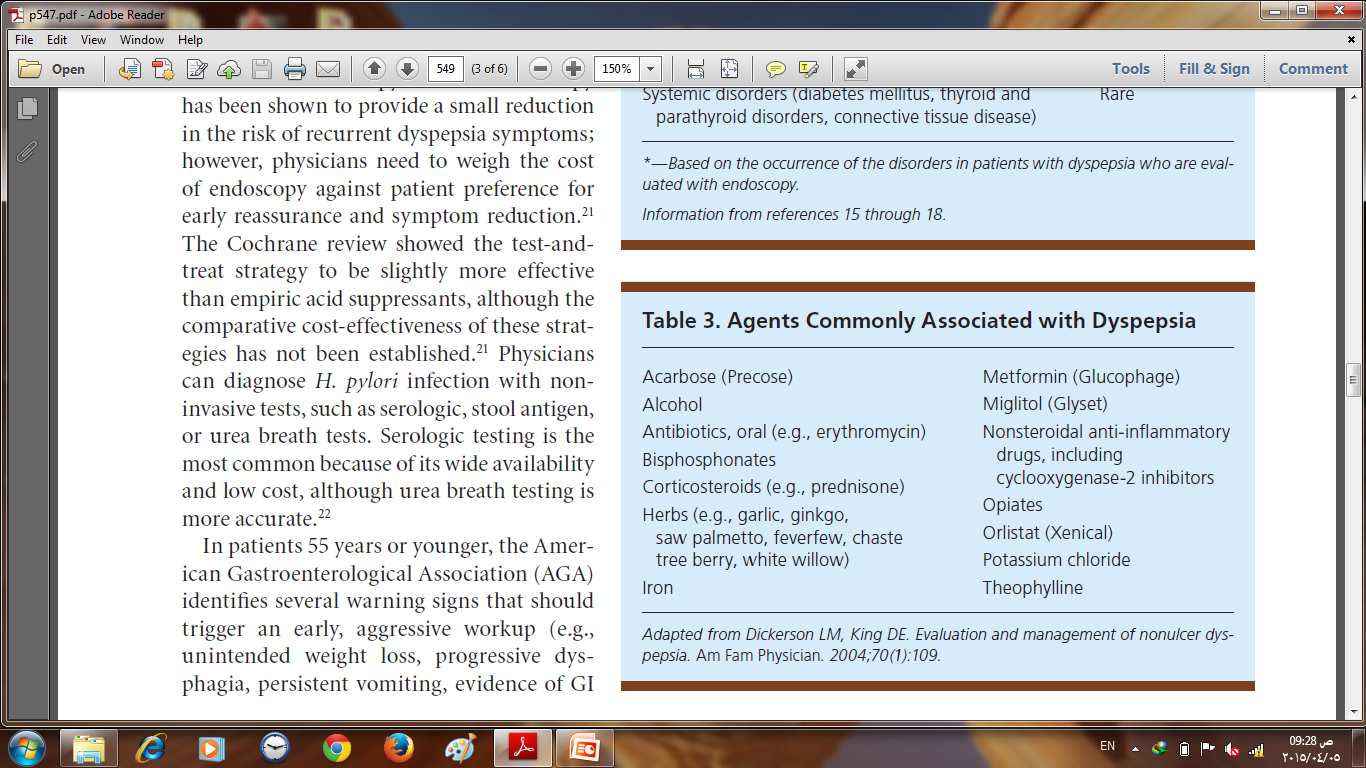 p547.pdf - Adobe Reader
File Edit View Window Help
Open 549 (3 of 6) 150% Tools Fill & Sign Comment
has been shown to provide a small reduction
in the risk of recurrent dyspepsia symptoms;
however, physicians need to weigh the cost
of endoscopy against patient preference for
early reassurance and symptom reduction.21
The Cochrane review showed the test-and-
treat strategy to be slightly more effective
than empiric acid suppressants, although the
comparative cost-effectiveness of these strat-
egies has not been established.21 Physicians
can diagnose H. pylori infection with non-
invasive tests, such as serologic, stool antigen,
or urea breath tests. Serologic testing is the
most common because of its wide availability
and low cost, although urea breath testing is
more accurate.22
In patients 55 years or younger, the Amer-
ican Gastroenterological Association (AGA)
identifies several warning signs that should
trigger an early, aggressive workup (e.g.,
unintended weight loss, progressive dys-
phagia, persistent vomiting, evidence of GI
Systemic disorders (diabetes mellitus, thyroid and Rare
parathyroid disorders, connective tissue disease)
*—Based on the occurrence of the disorders in patients with dyspepsia who are eval-
uated with endoscopy.
Information from references 15 through 18.
Table 3. Agents Commonly Associated with Dyspepsia
Acarbose (Precose)
Alcohol
Antibiotics, oral (e.g., erythromycin)
Bisphosphonates
Corticosteroids (e.g., prednisone)
Herbs (e.g., garlic, ginkgo,
saw palmetto, feverfew, chaste
tree berry, white willow)
Iron
Metformin (Glucophage)
Miglitol (Glyset)
Nonsteroidal anti-inflammatory
drugs, including
cyclooxygenase-2 inhibitors
Opiates
Orlistat (Xenical)
Potassium chloride
Theophylline
Adapted from Dickerson LM, King DE. Evaluation and management of nonulcer dys-
pepsia. Am Fam Physician. 2004;70(1):109.
EN
09:28 ص
٢٠١٥/٠٤/٠٥